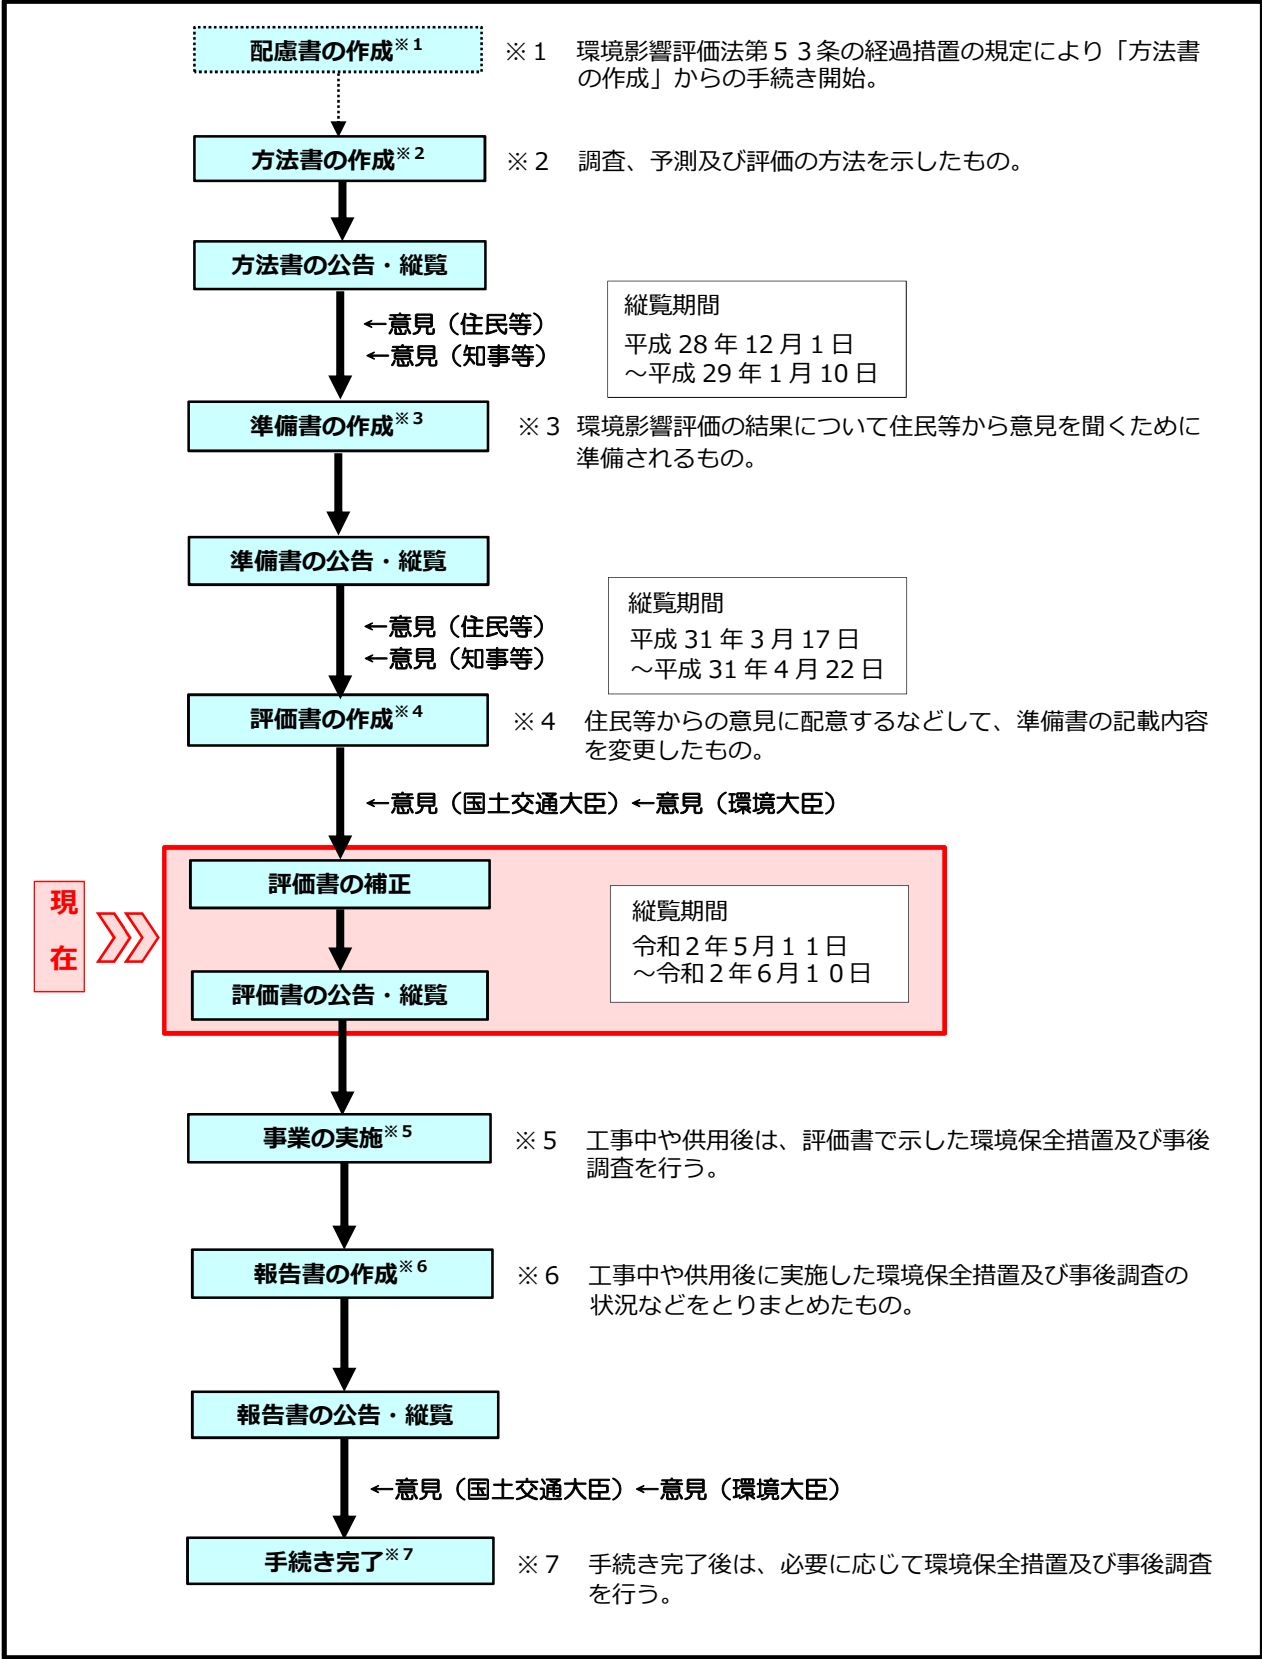 配慮書の作成※1
※1 環境影響評価法第53条の経過措置の規定により「方法書
の作成」からの手続き開始。
方法書の作成※2
※2 調査、予測及び評価の方法を示したもの。
方法書の公告・縦覧
←意見（住民等）
←意見（知事等）
縦覧期間
平成 28 年 12 月 1 日
～平成 29 年 1 月 10 日
準備書の作成※3
※3 環境影響評価の結果について住民等から意見を聞くために
準備されるもの。
準備書の公告・縦覧
←意見（住民等）
←意見（知事等）
縦覧期間
平成 31 年 3 月 17 日
～平成 31 年 4 月 22 日
評価書の作成※4
※4 住民等からの意見に配意するなどして、準備書の記載内容
を変更したもの。
←意見（国土交通大臣）←意見（環境大臣）
現在
評価書の補正
評価書の公告・縦覧
縦覧期間
令和２年５月１１日
～令和２年６月１０日
事業の実施※5
※5 工事中や供用後は、評価書で示した環境保全措置及び事後
調査を行う。
報告書の作成※6
※6 工事中や供用後に実施した環境保全措置及び事後調査の
状況などをとりまとめたもの。
報告書の公告・縦覧
←意見（国土交通大臣）←意見（環境大臣）
手続き完了※7
※7 手続き完了後は、必要に応じて環境保全措置及び事後調査
を行う。